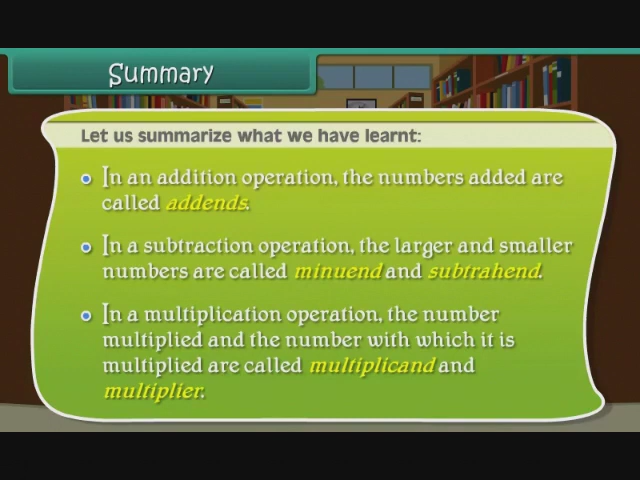 Summary
Let us summarize what we have learnt:
In an addition operation, the numbers added are
called addends.
In a subtraction operation, the larger and smaller
numbers are called minuend and subtrahend.
In a multiplication operation, the number
multiplied and the number with which it is
multiplied are called multiplicand and
multiplier.